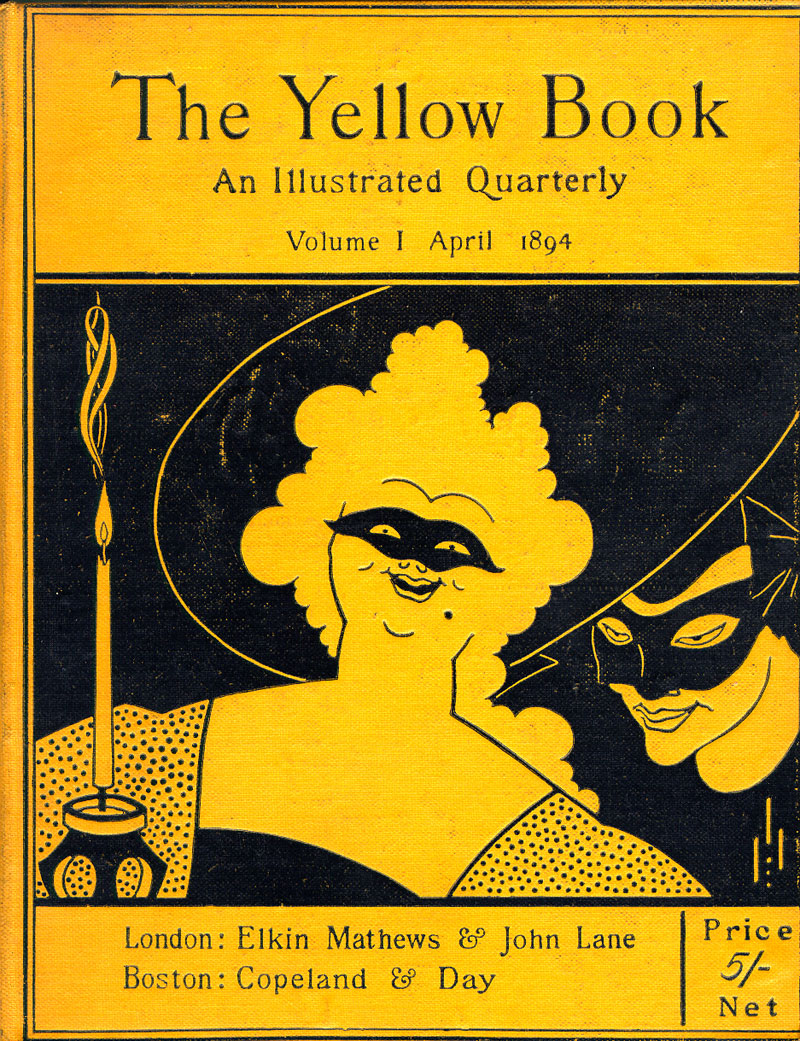 The Yellow Book
An Illustrated Quarterly
Volume I April 1894
London: Elkin Mathews & John Lane
Boston: Copeland & Day
Price
5/-
Net